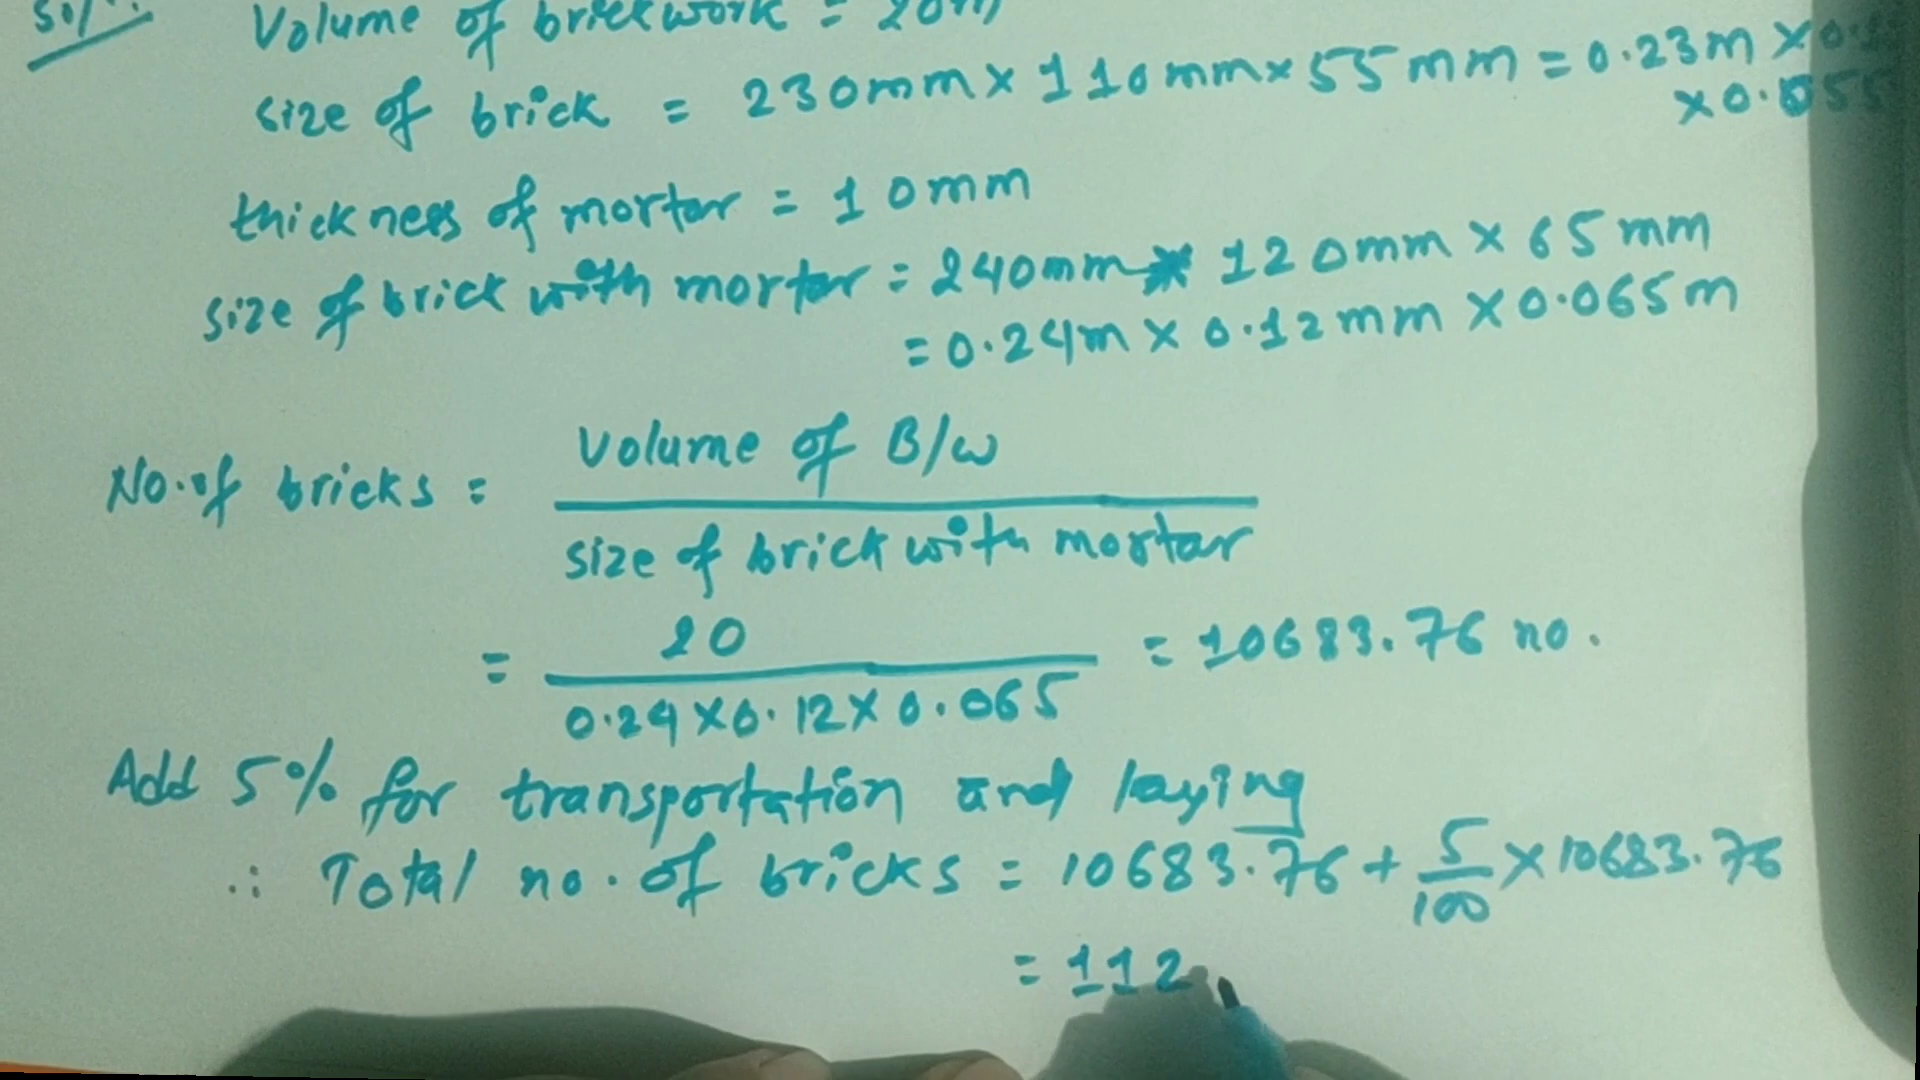 Soln.
Volume of brickwork = 20m
size of brick = 230mm x 110mm x 55mm = 0.23m x 0.
x 0.055
thickness of mortar = 10mm
size of brick with mortar = 240mm x 120mm x 65mm
= 0.24m x 0.12mm x 0.065m
No. of bricks = Volume of B/w
size of brick with mortar
= 20 / 0.24 x 0.12 x 0.065 = 10683.76 no.
Add 5% for transportation and laying
∴ Total no. of bricks = 10683.76 + 5/100 x 10683.76
= 112